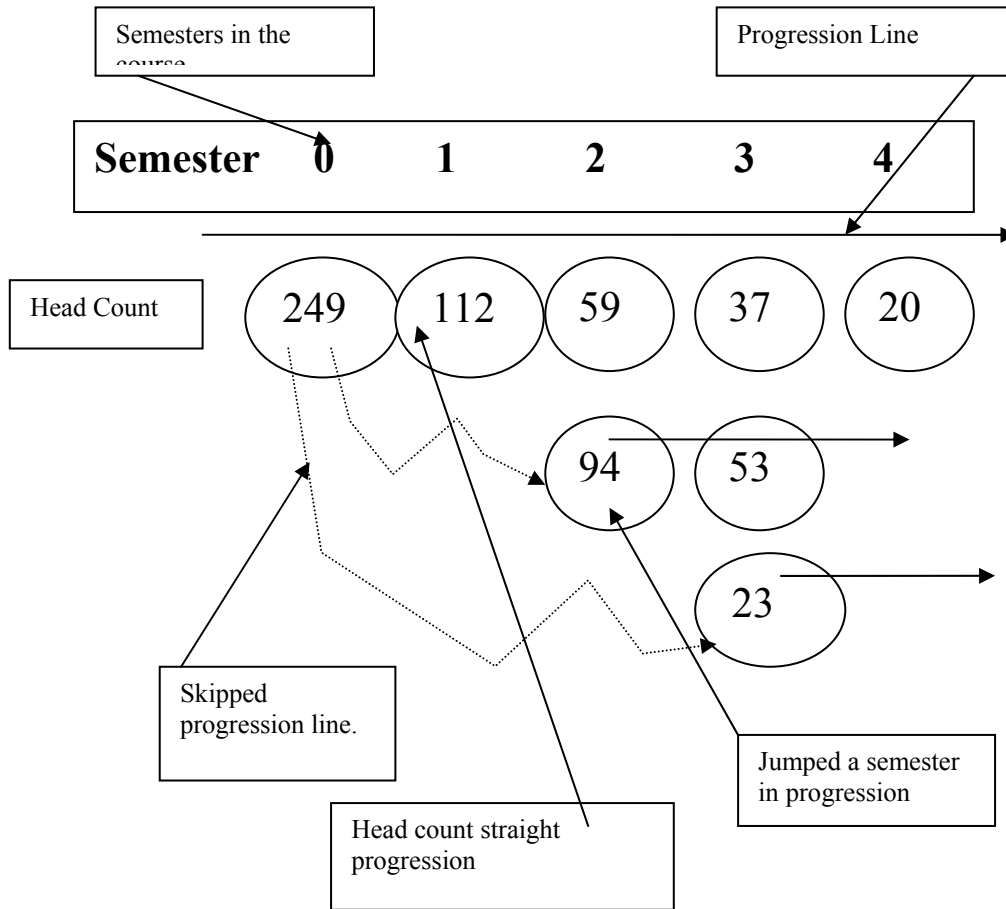 Semesters in the
course
Progression Line
Semester 0 1 2 3 4
Head Count
249 112 59 37 20
94 53
23
Skipped
progression line.
Jumped a semester
in progression
Head count straight
progression